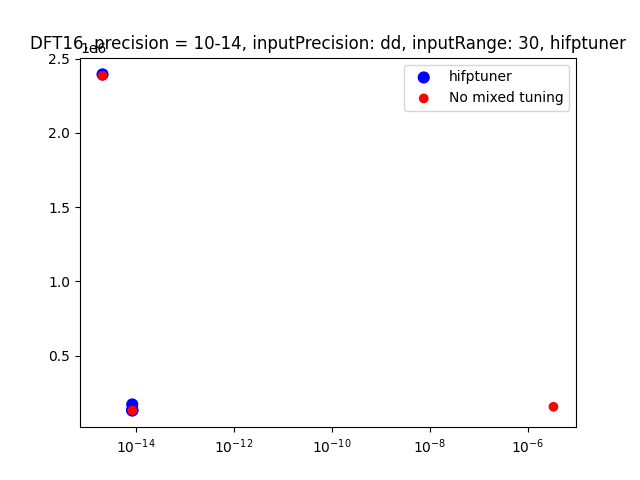 DFT16, precision = 10-14, inputPrecision: dd, inputRange: 30, hifptuner
1e6
2.5
2.0
1.5
1.0
0.5
hifptuner
No mixed tuning
10⁻¹⁴ 10⁻¹² 10⁻¹⁰ 10⁻⁸ 10⁻⁶